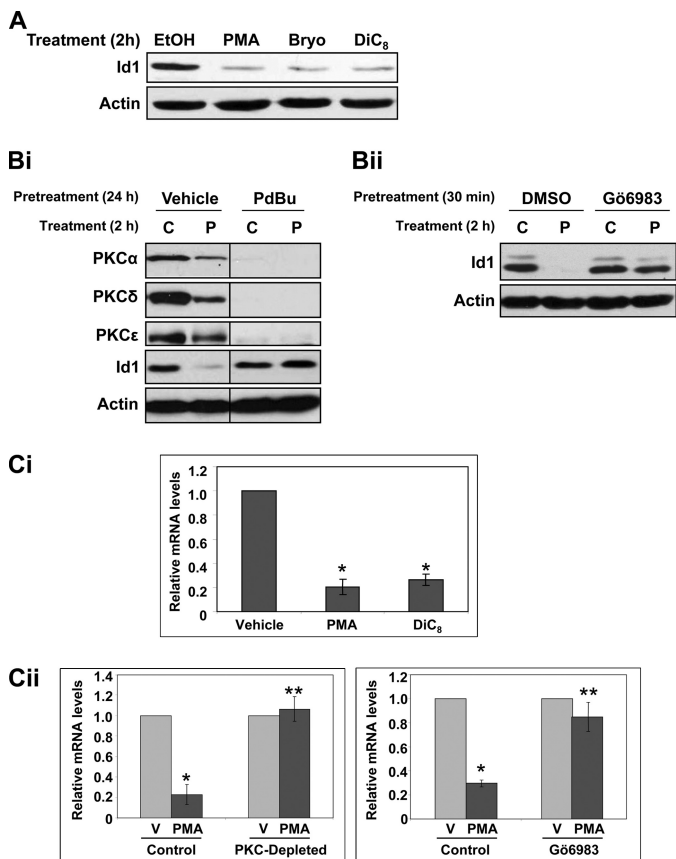 A
Treatment (2h) EtOH PMA Bryo DiC8
Id1
Actin
Bi
Pretreatment (24 h) Vehicle PdBu
Treatment (2 h) C P C P
PKCα
PKCδ
PKCε
Id1
Actin
Bii
Pretreatment (30 min) DMSO Gö6983
Treatment (2 h) C P C P
Id1
Actin
Ci
Relative mRNA levels
1.2
1.0
0.8
0.6
0.4
0.2
0
* *
Vehicle PMA DiC8
Cii
Relative mRNA levels
1.4
1.2
1.0
0.8
0.6
0.4
0.2
* **
V PMA V PMA
Control PKC-Depleted
Relative mRNA levels
1.2
1.0
0.8
0.6
0.4
0.2
0
* **
V PMA V PMA
Control Gö6983